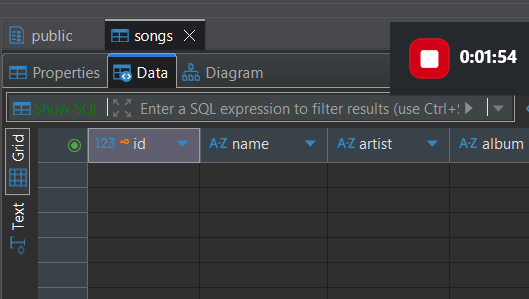 public
songs
0:01:54
Properties
Data
Diagram
Show SQL
Enter a SQL expression to filter results (use Ctrl+
Grid
Text
123 id
A-Z name
A-Z artist
A-Z album